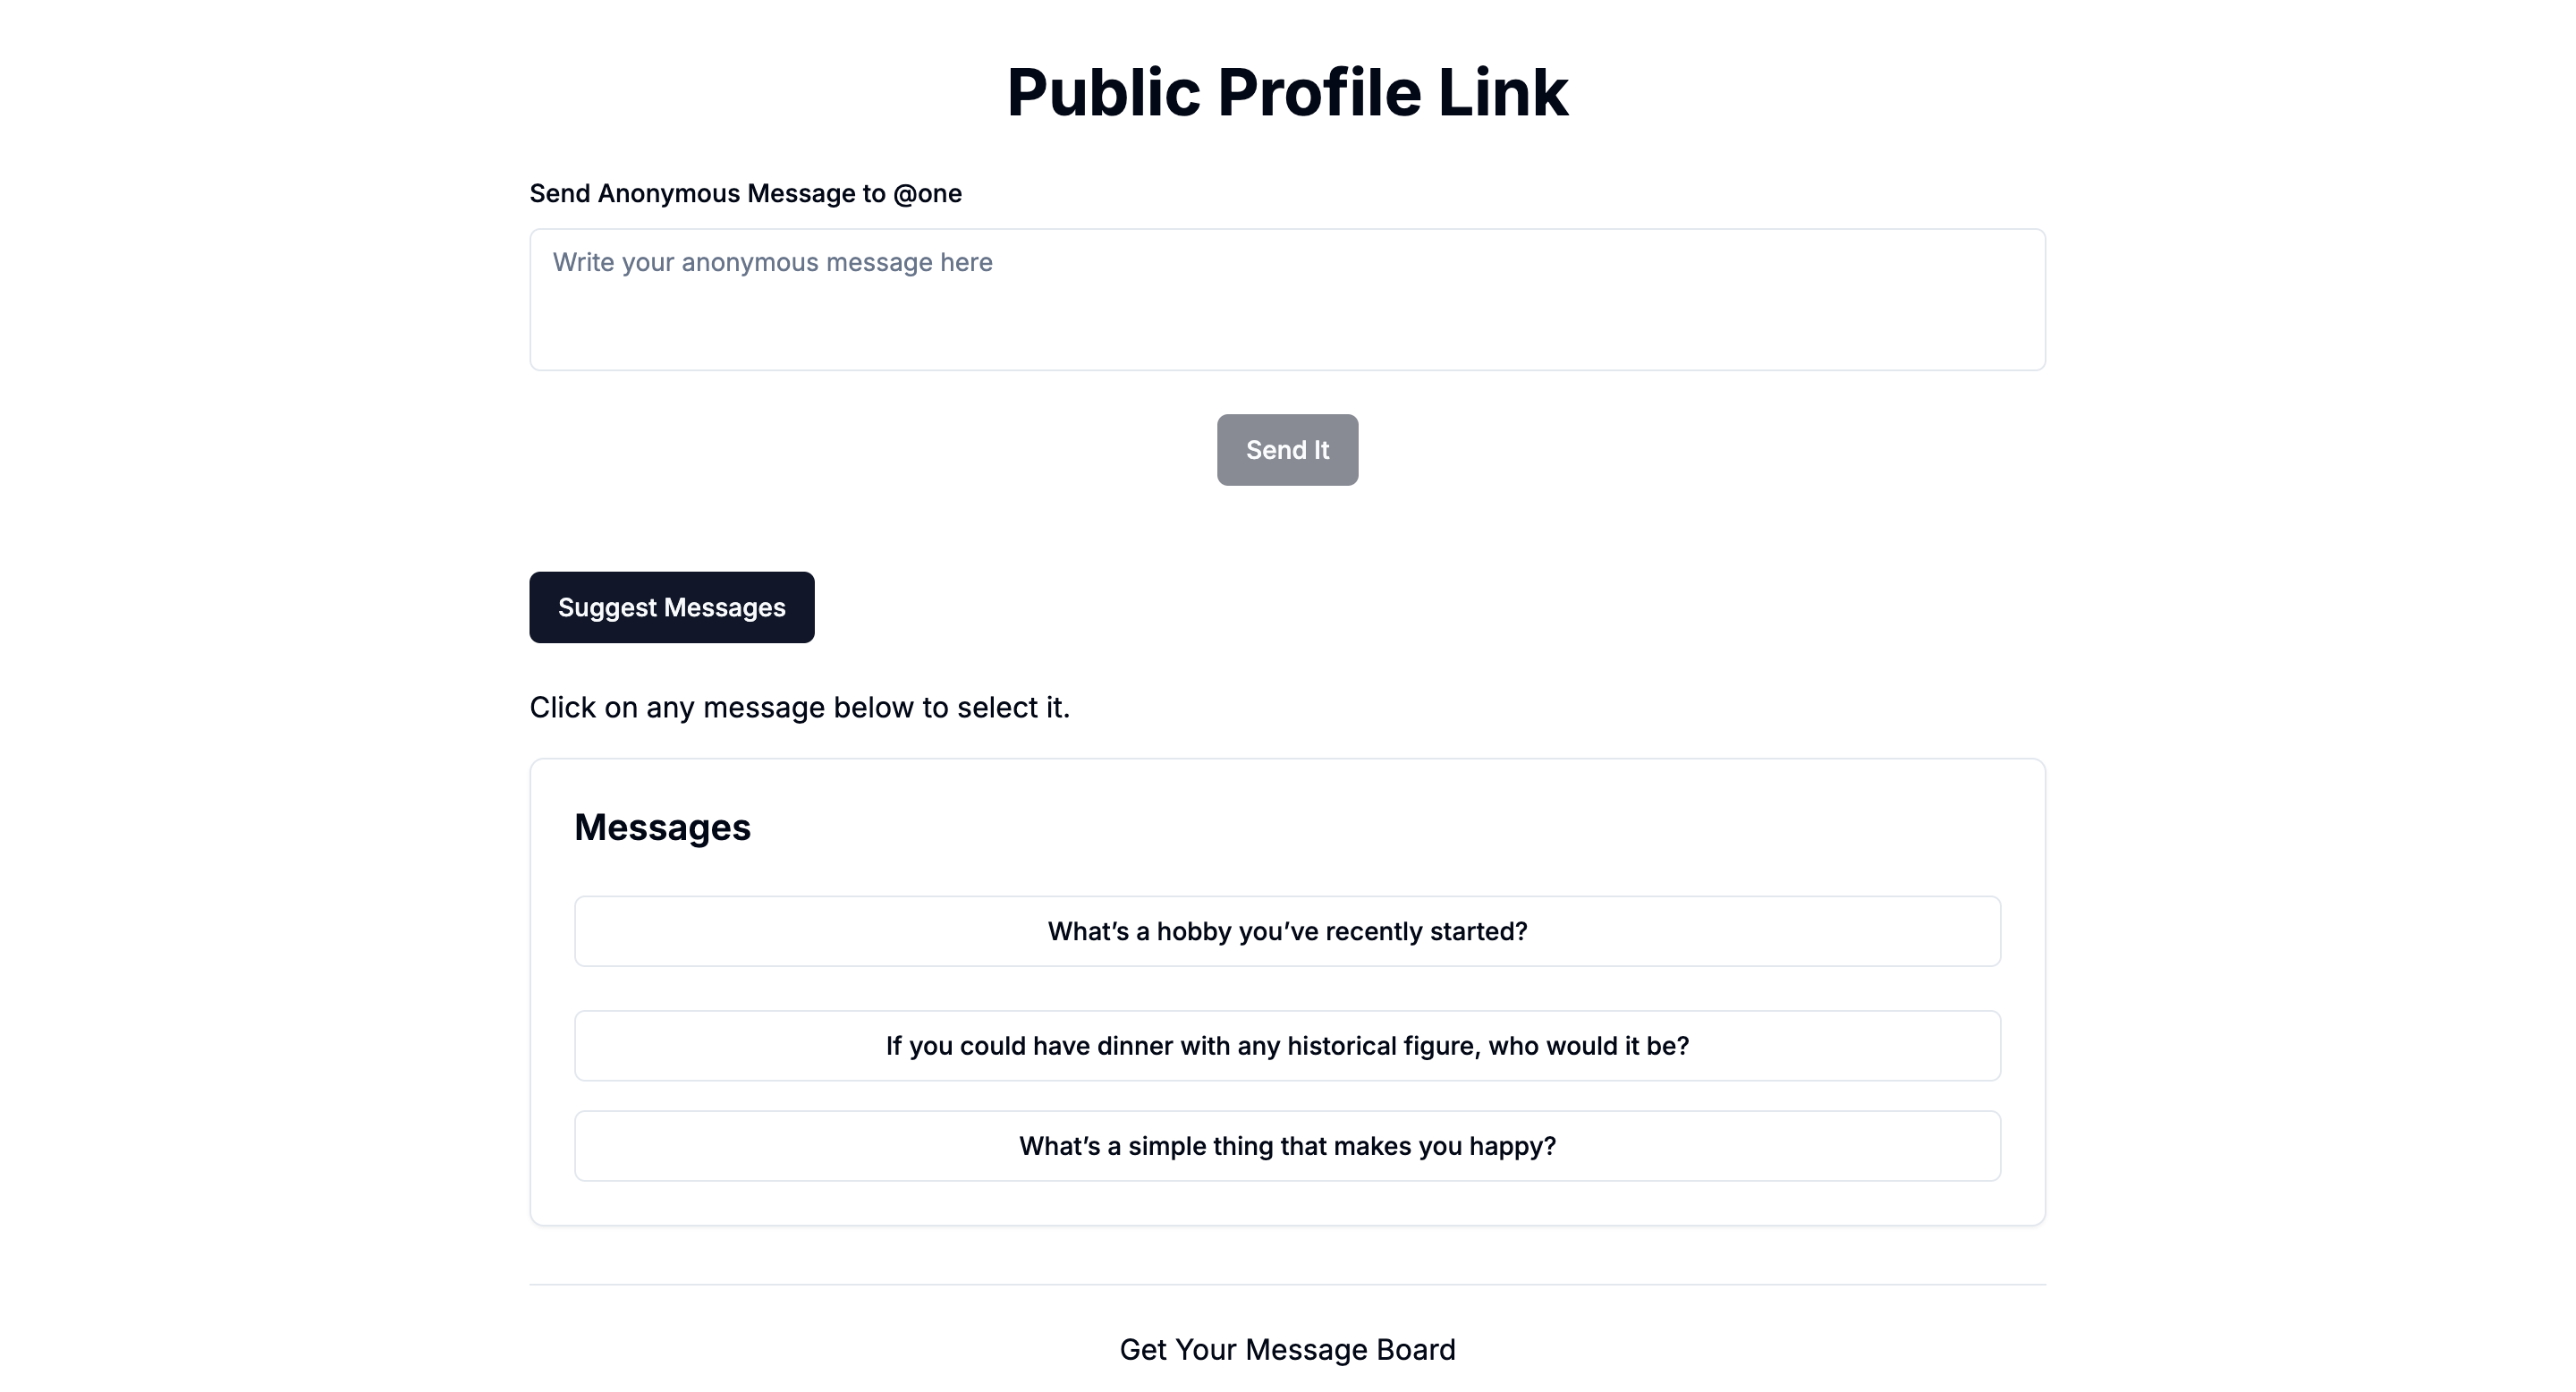 Public Profile Link
Send Anonymous Message to @one
Write your anonymous message here
Send It
Suggest Messages
Click on any message below to select it.
Messages
What’s a hobby you’ve recently started?
If you could have dinner with any historical figure, who would it be?
What’s a simple thing that makes you happy?
Get Your Message Board